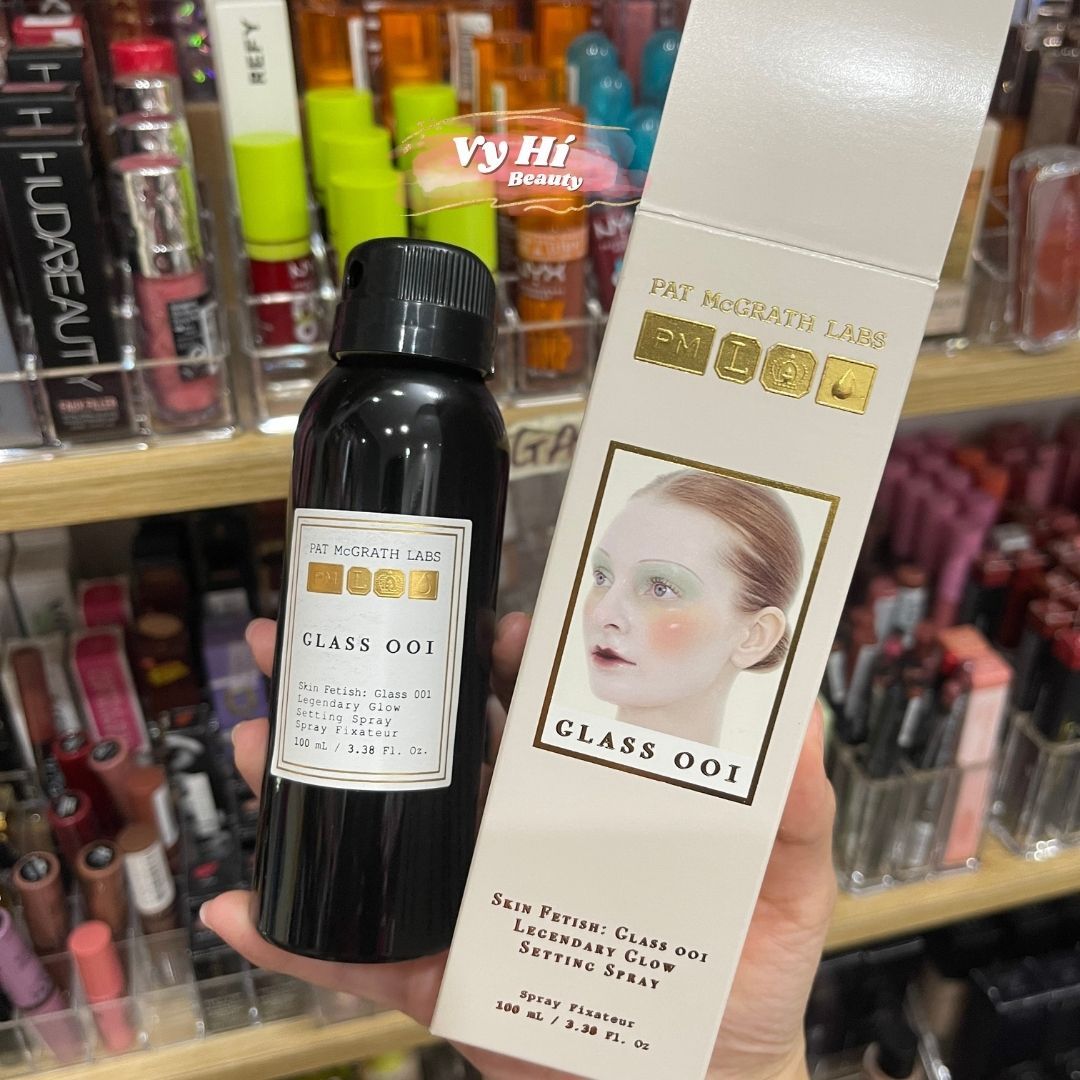 REFY
Vy Hí
Beauty
HUDABEAUTY
NYX
PAT McGRATH LABS
PM L
GLASS 001
Skin Fetish: Glass 001
Legendary Glow
Setting Spray
Spray Fixateur
100 mL / 3.38 Fl. Oz.
PAT McGRATH LABS
PM L
GLASS 001
SKIN FETISH: GLASS 001
LEGENDARY GLOW
SETTING SPRAY
Spray Fixateur
100 mL / 3.38 Fl. Oz